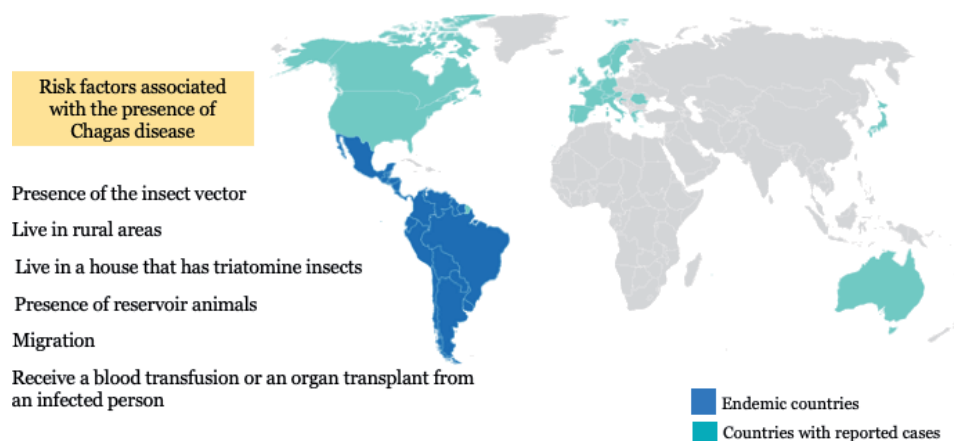 Risk factors associated
with the presence of
Chagas disease
Presence of the insect vector
Live in rural areas
Live in a house that has triatomine insects
Presence of reservoir animals
Migration
Receive a blood transfusion or an organ transplant from
an infected person
Endemic countries
Countries with reported cases